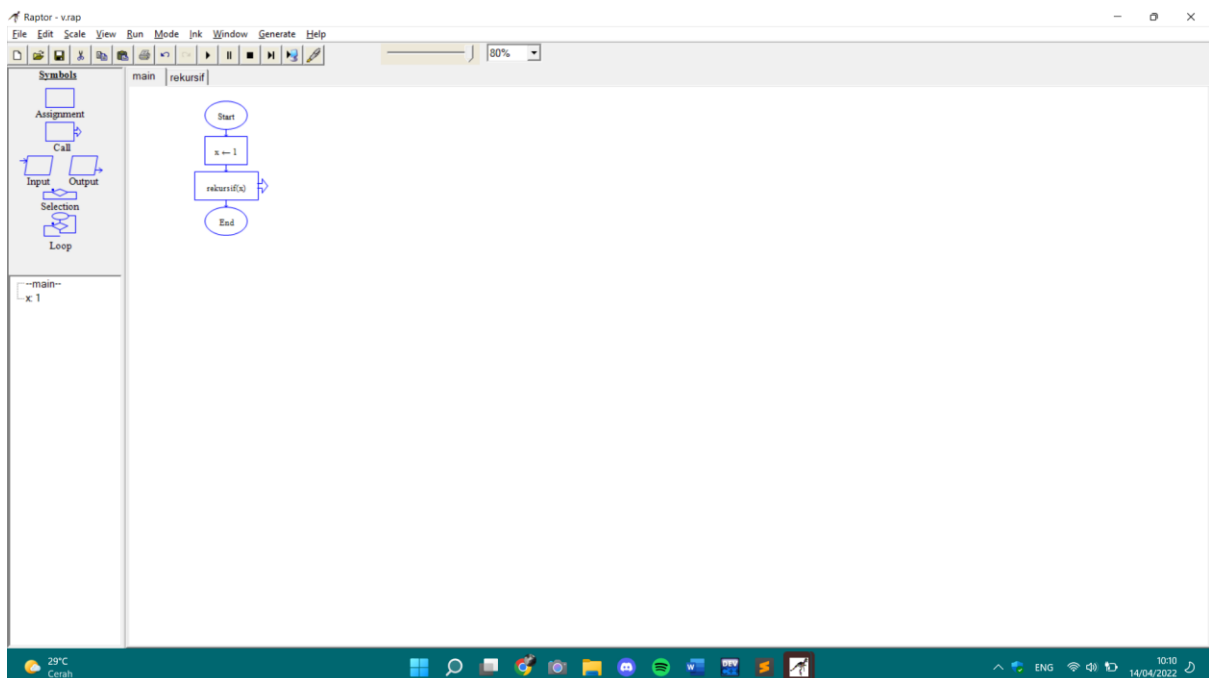 Raptor - v.rap
File Edit Scale View Run Mode Ink Window Generate Help
80%
Symbols
Assignment
Call
Input Output
Selection
Loop
main rekursif
Start
x ← 1
rekursif(x)
End
--main--
x: 1
29°C
Cerah
W
DEV
ENG
10:10
14/04/2022